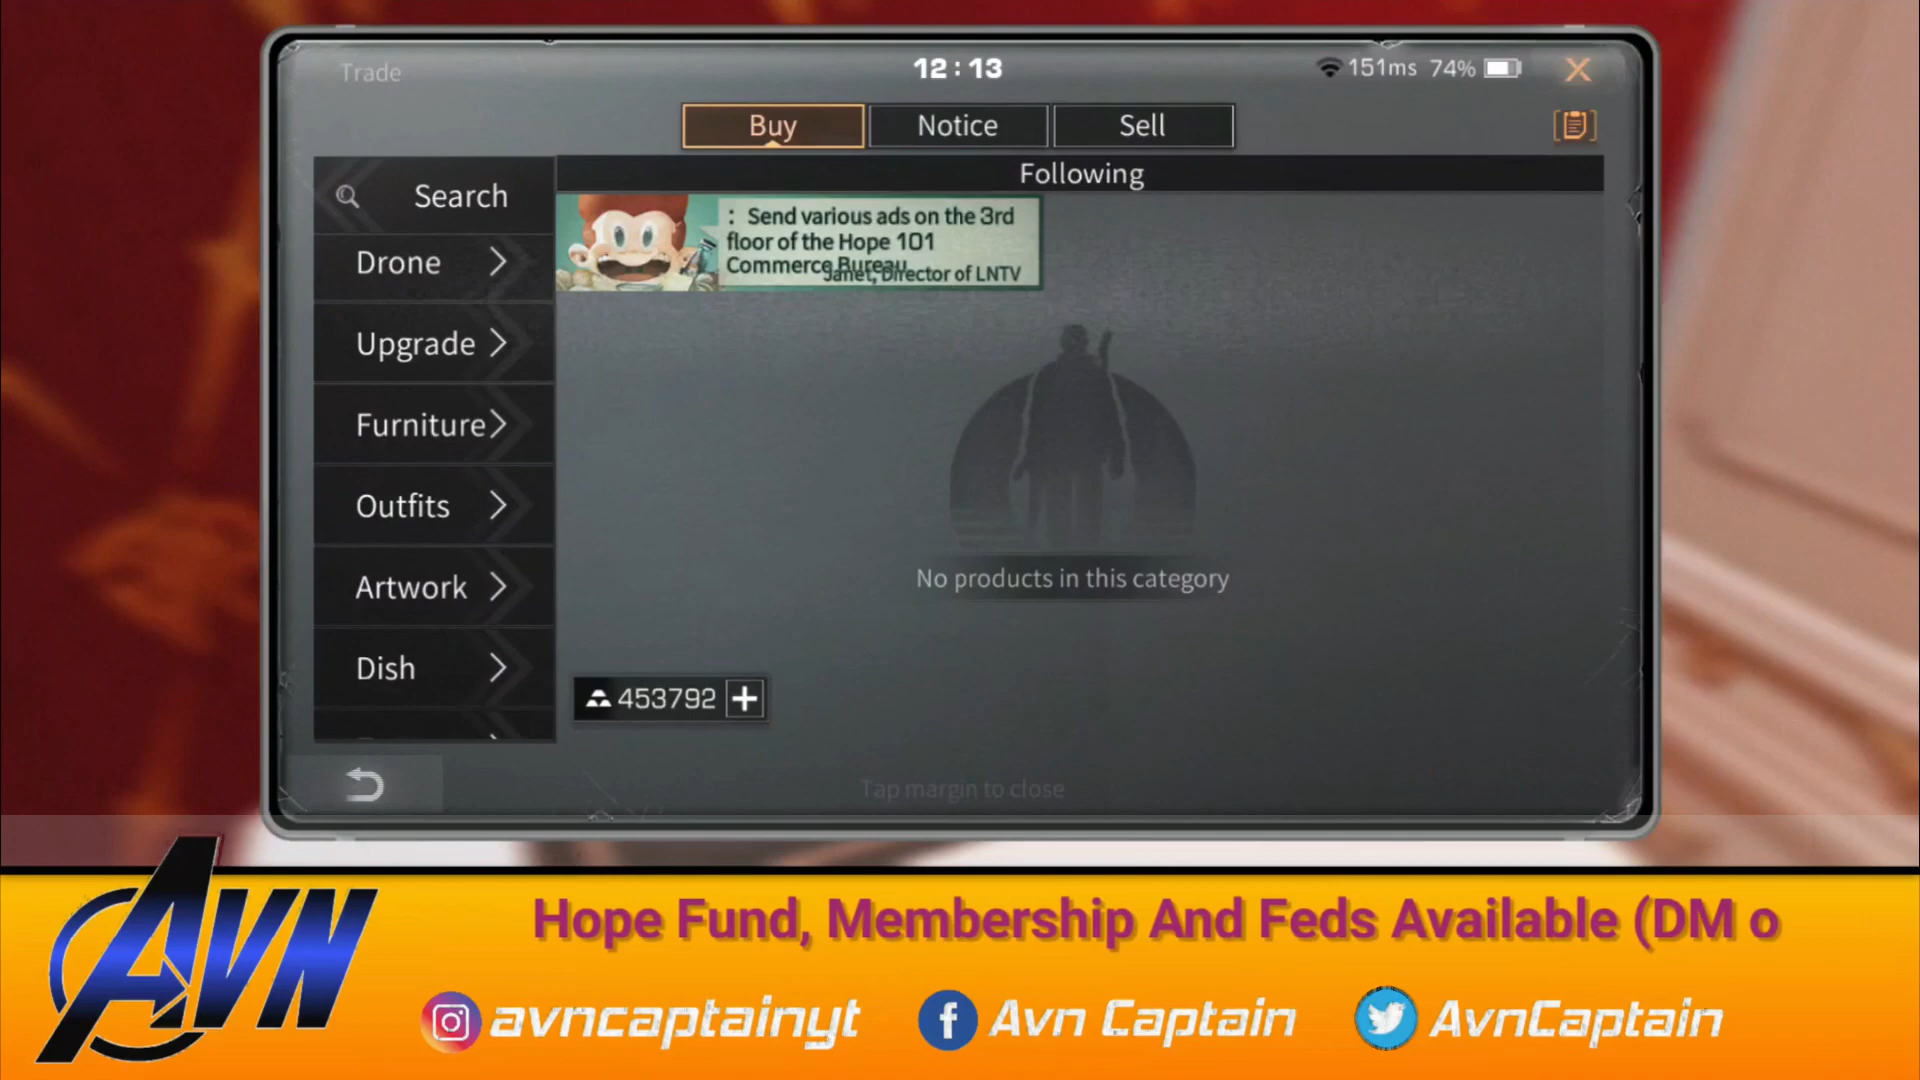 Trade
12:13
151ms 74%
Buy
Notice
Sell
Following
Search
Drone
Upgrade
Furniture
Outfits
Artwork
Dish
: Send various ads on the 3rd
floor of the Hope 101
Commerce Bureau
Janet, Director of LNTV
No products in this category
453792
Tap margin to close
AVN
Hope Fund, Membership And Feds Available (DM o
avncaptainyt
Avn Captain
AvnCaptain